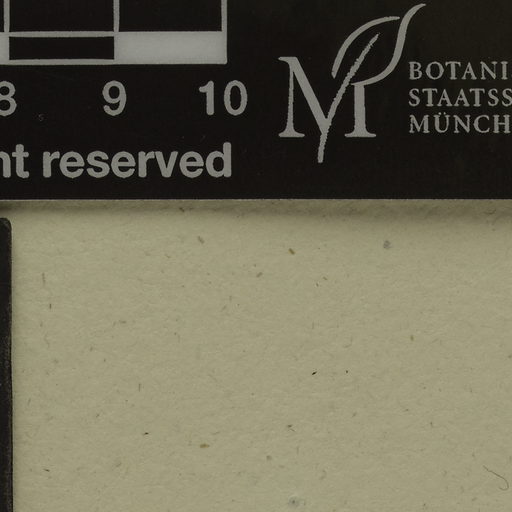 8 9 10
nt reserved
BOTANI
STAATSS
MÜNCH